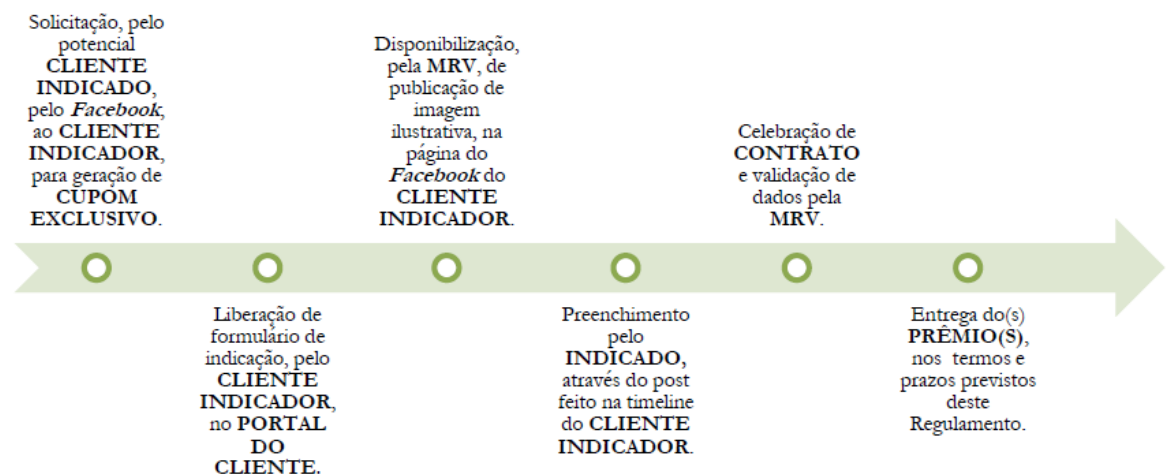 Solicitação, pelo
potencial
CLIENTE
INDICADO,
pelo Facebook,
ao CLIENTE
INDICADOR,
para geração de
CUPOM
EXCLUSIVO.
Liberação de
formulário de
indicação, pelo
CLIENTE
INDICADOR,
no PORTAL
DO
CLIENTE.
Disponibilização,
pela MRV, de
publicação de
imagem
ilustrativa, na
página do
Facebook do
CLIENTE
INDICADOR.
Preenchimento
pelo
INDICADO,
através do post
feito na timeline
do CLIENTE
INDICADOR.
Celebração de
CONTRATO
e validação de
dados pela
MRV.
Entrega do(s)
PRÊMIO(S),
nos termos e
prazos previstos
deste
Regulamento.